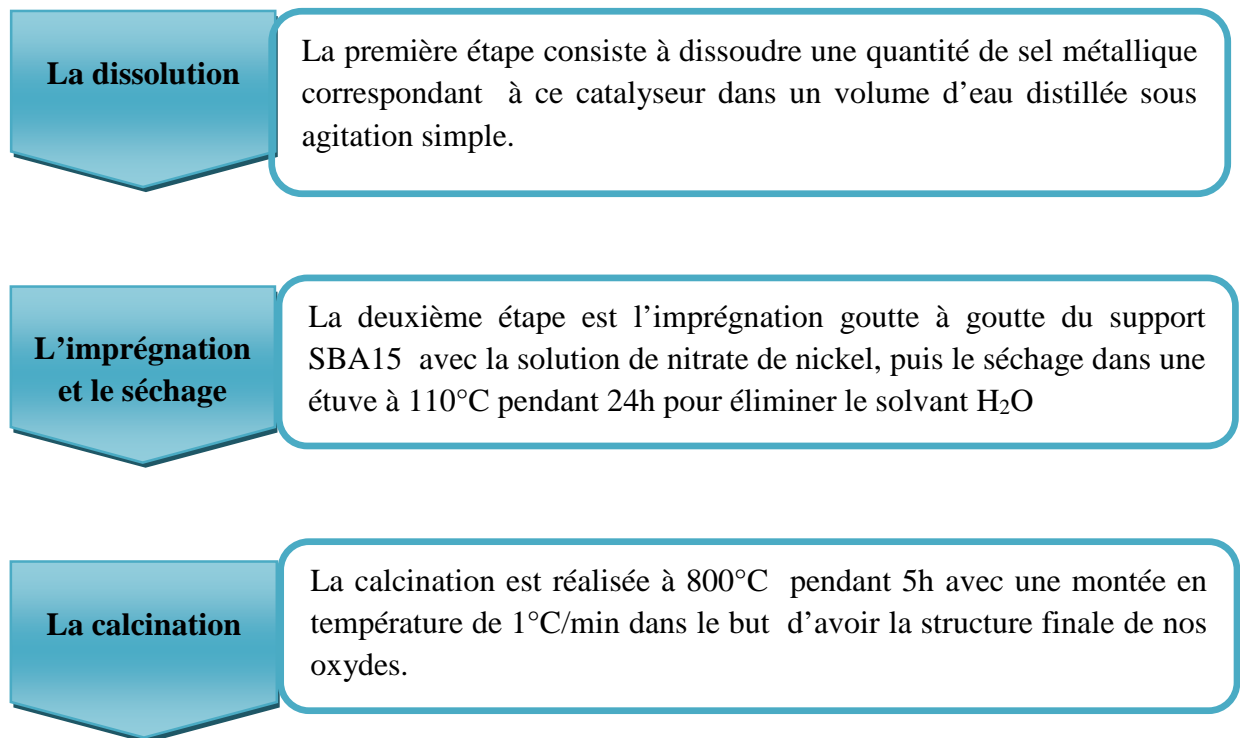 La dissolution
La première étape consiste à dissoudre une quantité de sel métallique
correspondant à ce catalyseur dans un volume d'eau distillée sous
agitation simple.
L'imprégnation
et le séchage
La deuxième étape est l'imprégnation goutte à goutte du support
SBA15 avec la solution de nitrate de nickel, puis le séchage dans une
étuve à 110°C pendant 24h pour éliminer le solvant H₂O
La calcination
La calcination est réalisée à 800°C pendant 5h avec une montée en
température de 1°C/min dans le but d'avoir la structure finale de nos
oxydes.